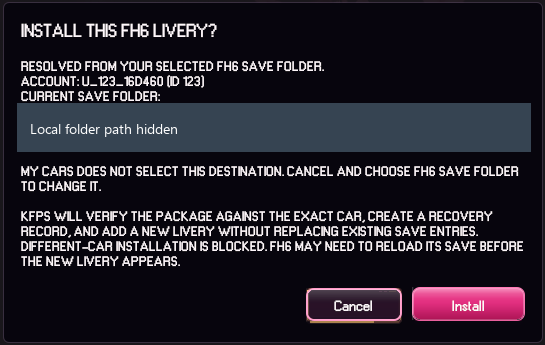 INSTALL THIS FH6 LIVERY?
RESOLVED FROM YOUR SELECTED FH6 SAVE FOLDER.
ACCOUNT: U_123_16D460 (ID 123)
CURRENT SAVE FOLDER:
Local folder path hidden
MY CARS DOES NOT SELECT THIS DESTINATION. CANCEL AND CHOOSE FH6 SAVE FOLDER
TO CHANGE IT.
KFPS WILL VERIFY THE PACKAGE AGAINST THE EXACT CAR, CREATE A RECOVERY
RECORD, AND ADD A NEW LIVERY WITHOUT REPLACING EXISTING SAVE ENTRIES.
DIFFERENT-CAR INSTALLATION IS BLOCKED. FH6 MAY NEED TO RELOAD ITS SAVE BEFORE
THE NEW LIVERY APPEARS.
Cancel
Install